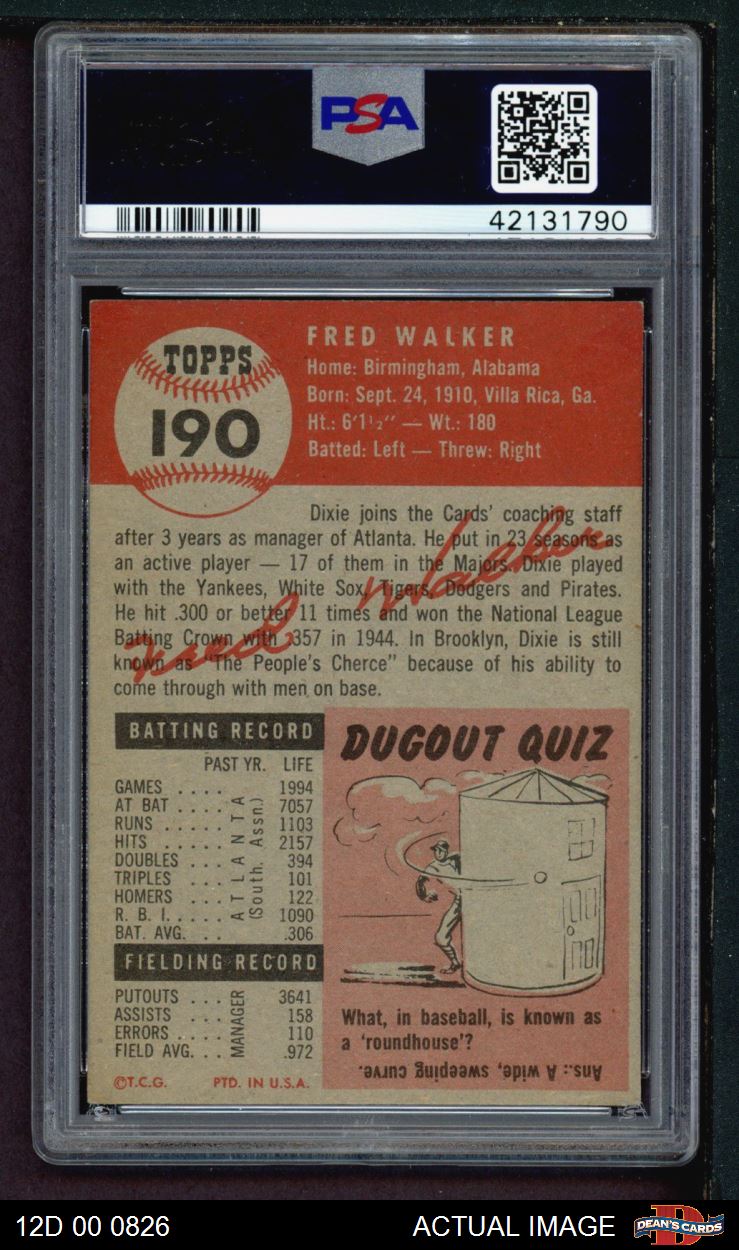 PSA
42131790
TOPPS
190
FRED WALKER
Home: Birmingham, Alabama
Born: Sept. 24, 1910, Villa Rica, Ga.
Ht.: 6'1½" — Wt.: 180
Batted: Left — Threw: Right
Dixie joins the Cards' coaching staff
after 3 years as manager of Atlanta. He put in 23 seasons as
an active player — 17 of them in the Majors. Dixie played
with the Yankees, White Sox, Tigers, Dodgers and Pirates.
He hit .300 or better 11 times and won the National League
Batting Crown with .357 in 1944. In Brooklyn, Dixie is still
known as "The People's Cherce" because of his ability to
come through with men on base.
Fred Walker
BATTING RECORD
PAST YR. LIFE
GAMES . . . . 1994
AT BAT . . . . 7057
RUNS . . . . . 1103
HITS . . . . . 2157
DOUBLES . . . 394
TRIPLES . . . 101
HOMERS . . . 122
R. B. I. . . . . . 1090
BAT. AVG. . . . .306
ATLANTA
(South. Assn.)
FIELDING RECORD
PUTOUTS . . . 3641
ASSISTS . . . 158
ERRORS . . . . 110
FIELD AVG. . . . .972
MANAGER
©T.C.G. PTD. IN U.S.A.
DUGOUT QUIZ
What, in baseball, is known as
a 'roundhouse'?
Ans.: A wide, sweeping curve.
12D 00 0826
ACTUAL IMAGE
D
DEAN'S CARDS